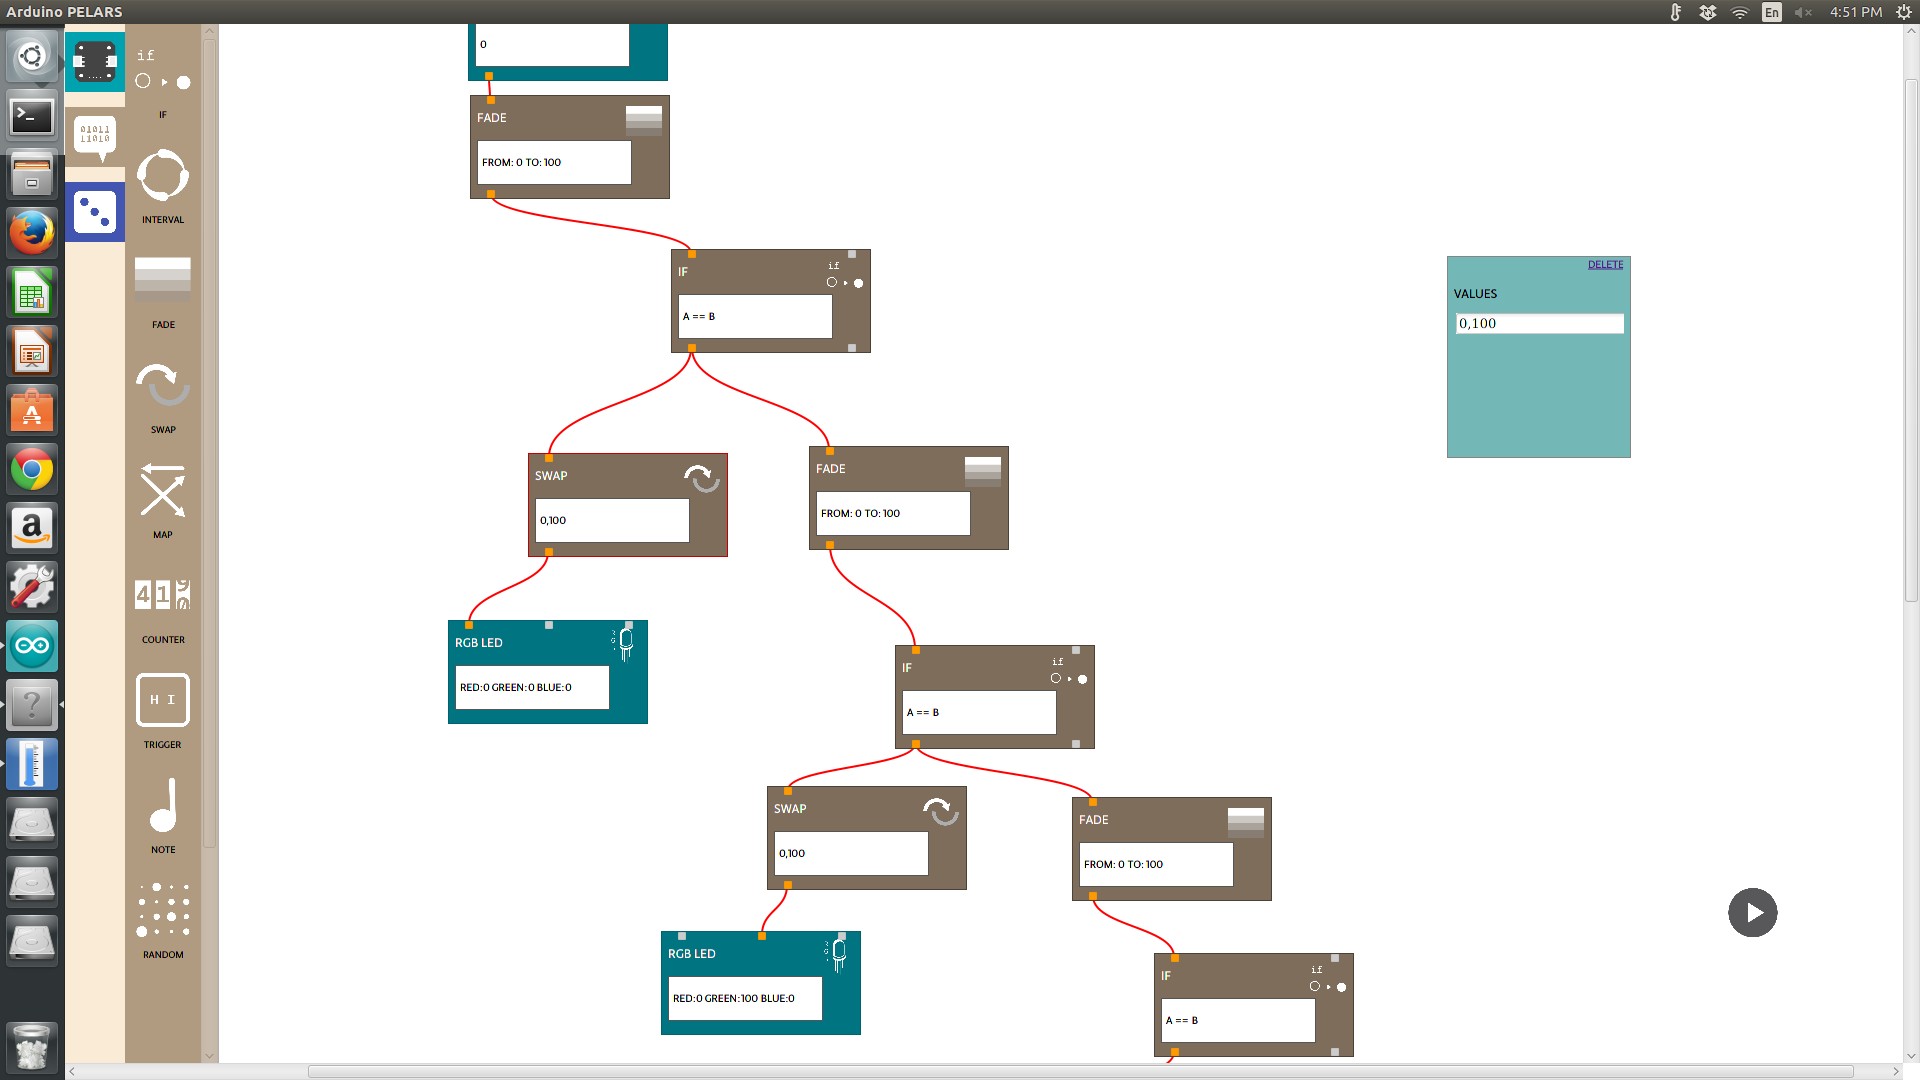 Arduino PELARS
En
4:51 PM
if
IF
01011
11010
INTERVAL
FADE
SWAP
MAP
4 1
COUNTER
H I
TRIGGER
NOTE
RANDOM
0
FADE
FROM: 0 TO: 100
IF
if
A == B
DELETE
VALUES
0,100
SWAP
0,100
FADE
FROM: 0 TO: 100
RGB LED
RED:0 GREEN:0 BLUE:0
IF
if
A == B
SWAP
0,100
FADE
FROM: 0 TO: 100
RGB LED
RED:0 GREEN:100 BLUE:0
IF
if
A == B